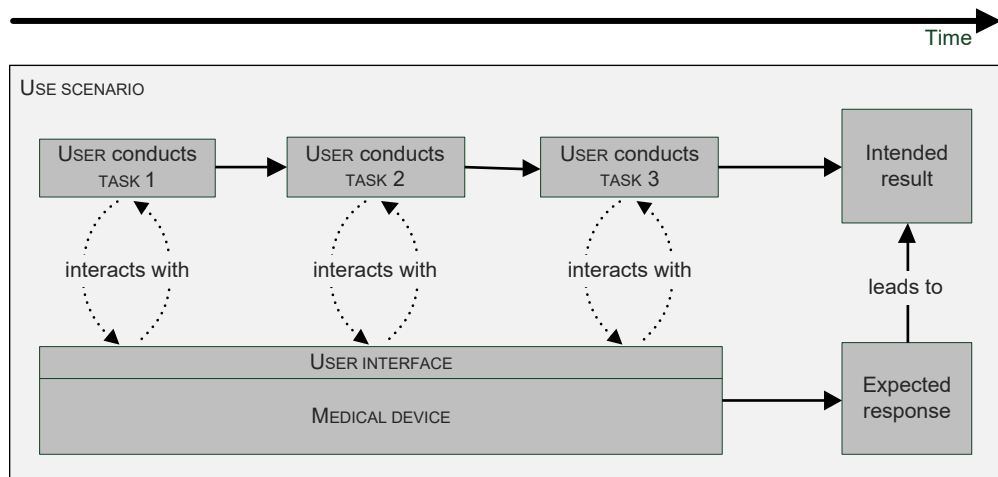 Time
USE SCENARIO
USER conducts
TASK 1
USER conducts
TASK 2
USER conducts
TASK 3
Intended
result
interacts with
interacts with
interacts with
leads to
USER INTERFACE
MEDICAL DEVICE
Expected
response